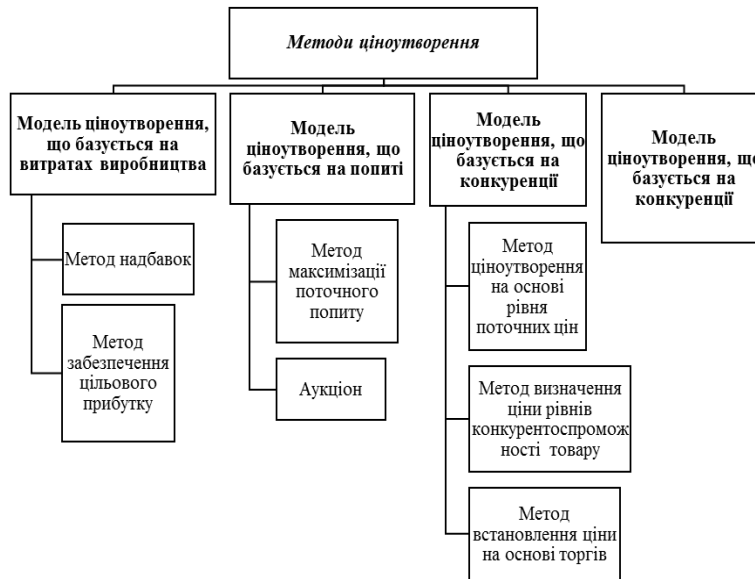 Методи ціноутворення
Модель ціноутворення,
що базується на
витратах виробництва
Метод надбавок
Метод
забезпечення
цільового
прибутку
Модель
ціноутворення, що
базується на попиті
Метод
максимізації
поточного
попиту
Аукціон
Модель
ціноутворення, що
базується на
конкуренції
Метод
ціноутворення
на основі
рівня
поточних цін
Метод визначення
ціни рівнів
конкурентоспромож
ності товару
Метод
встановлення ціни
на основі торгів
Модель
ціноутворення, що
базується на
конкуренції